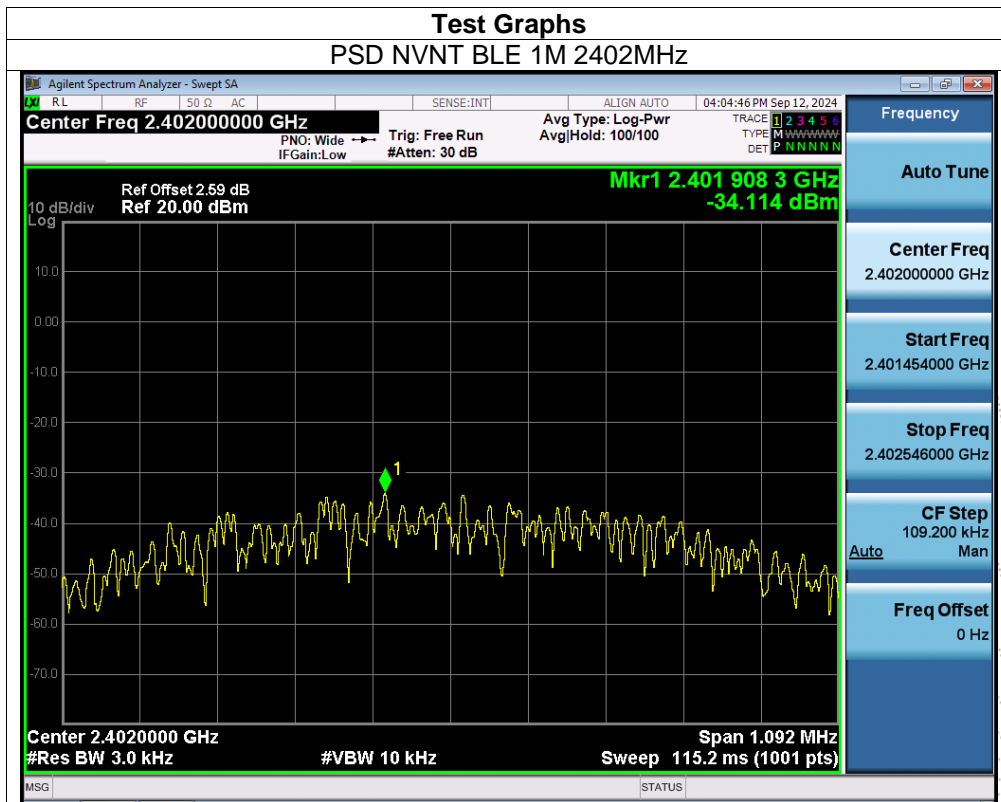 Test Graphs
PSD NVNT BLE 1M 2402MHz
Agilent Spectrum Analyzer - Swept SA
LXI RL RF 50 Ω AC SENSE:INT ALIGN AUTO 04:04:46 PM Sep 12, 2024
Center Freq 2.402000000 GHz
PNO: Wide
IFGain:Low
Trig: Free Run
#Atten: 30 dB
Avg Type: Log-Pwr
Avg|Hold: 100/100
TRACE 1 2 3 4 5 6
TYPE M WWWWW
DET P N N N N N
Mkr1 2.401 908 3 GHz
-34.114 dBm
Ref Offset 2.59 dB
10 dB/div Ref 20.00 dBm
Log
10.0
0.00
-10.0
-20.0
-30.0
-40.0
-50.0
-60.0
-70.0
1
Center 2.4020000 GHz Span 1.092 MHz
#Res BW 3.0 kHz #VBW 10 kHz Sweep 115.2 ms (1001 pts)
MSG STATUS
Frequency
Auto Tune
Center Freq
2.402000000 GHz
Start Freq
2.401454000 GHz
Stop Freq
2.402546000 GHz
CF Step
109.200 kHz
Auto Man
Freq Offset
0 Hz